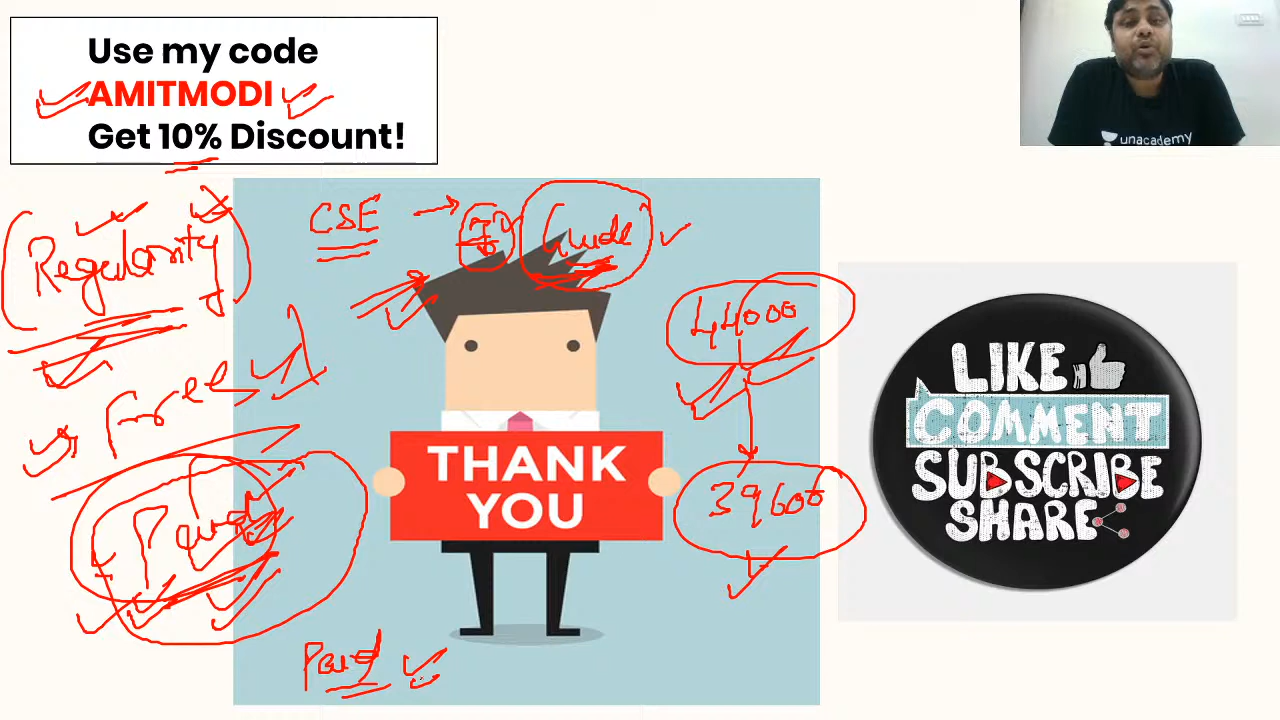 Use my code
AMITMODI
Get 10% Discount!
unacademy
Regularity
CSE
Guide
44000
Free
39600
Paid
THANK
YOU
LIKE
COMMENT
SUBSCRIBE
SHARE
Paid